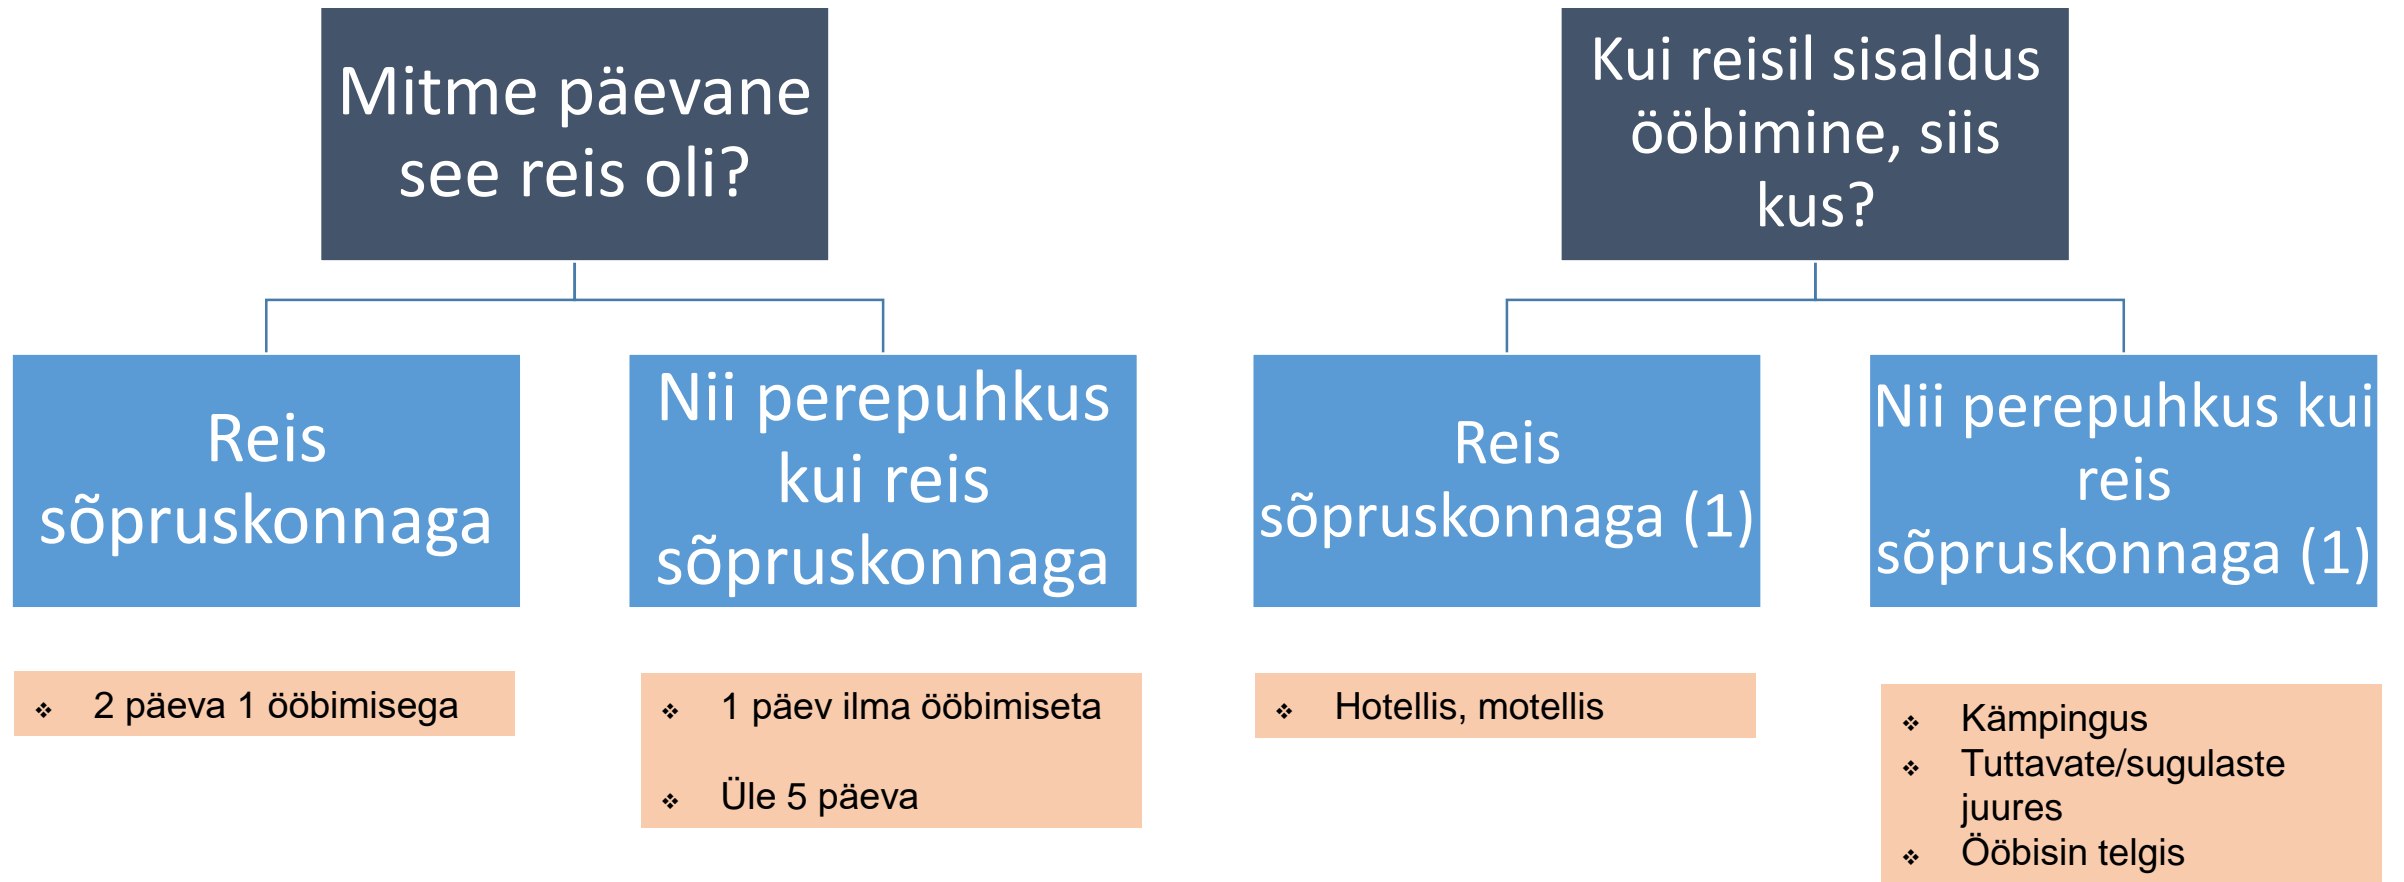 Mitme päevane
see reis oli?
Reis
sõpruskonnaga
Nii perepuhkus
kui reis
sõpruskonnaga
❖ 2 päeva 1 ööbimisega
❖ 1 päev ilma ööbimiseta
❖ Üle 5 päeva
Kui reisil sisaldus
ööbimine, siis
kus?
Reis
sõpruskonnaga (1)
Nii perepuhkus kui
reis
sõpruskonnaga (1)
❖ Hotellis, motellis
❖ Kämpingus
❖ Tuttavate/sugulaste
juures
❖ Ööbisin telgis